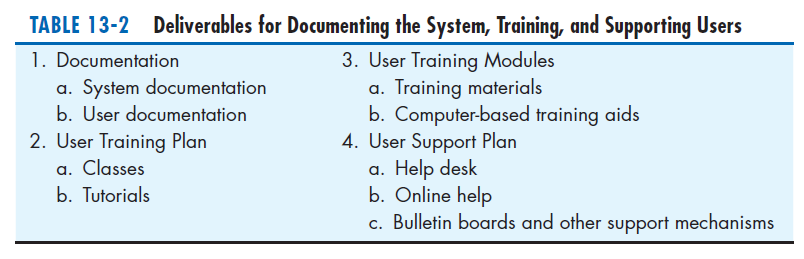 TABLE 13-2 Deliverables for Documenting the System, Training, and Supporting Users
1. Documentation
a. System documentation
b. User documentation
2. User Training Plan
a. Classes
b. Tutorials
3. User Training Modules
a. Training materials
b. Computer-based training aids
4. User Support Plan
a. Help desk
b. Online help
c. Bulletin boards and other support mechanisms